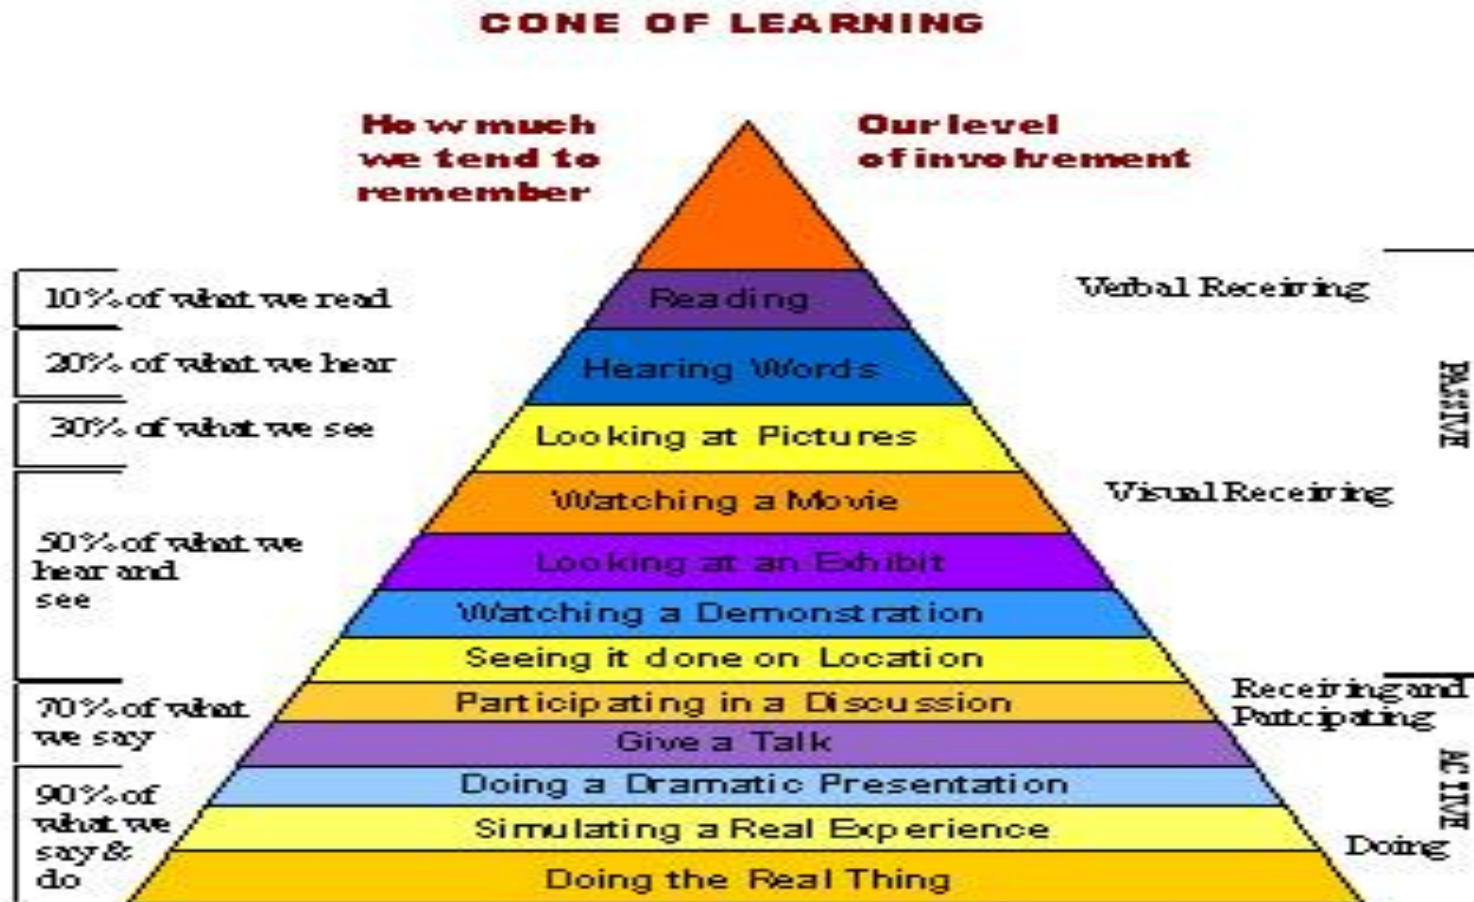 CONE OF LEARNING
How much
we tend to
remember
Our level
of involvement
10% of what we read
Reading
Verbal Receiving
20% of what we hear
Hearing Words
30% of what we see
Looking at Pictures
PASSIVE
Watching a Movie
Visual Receiving
50% of what we
hear and
see
Looking at an Exhibit
Watching a Demonstration
Seeing it done on Location
70% of what
we say
Participating in a Discussion
Receiving and
Partcipating
Give a Talk
90% of
what we
say &
do
Doing a Dramatic Presentation
Simulating a Real Experience
Doing the Real Thing
ACTIVE
Doing